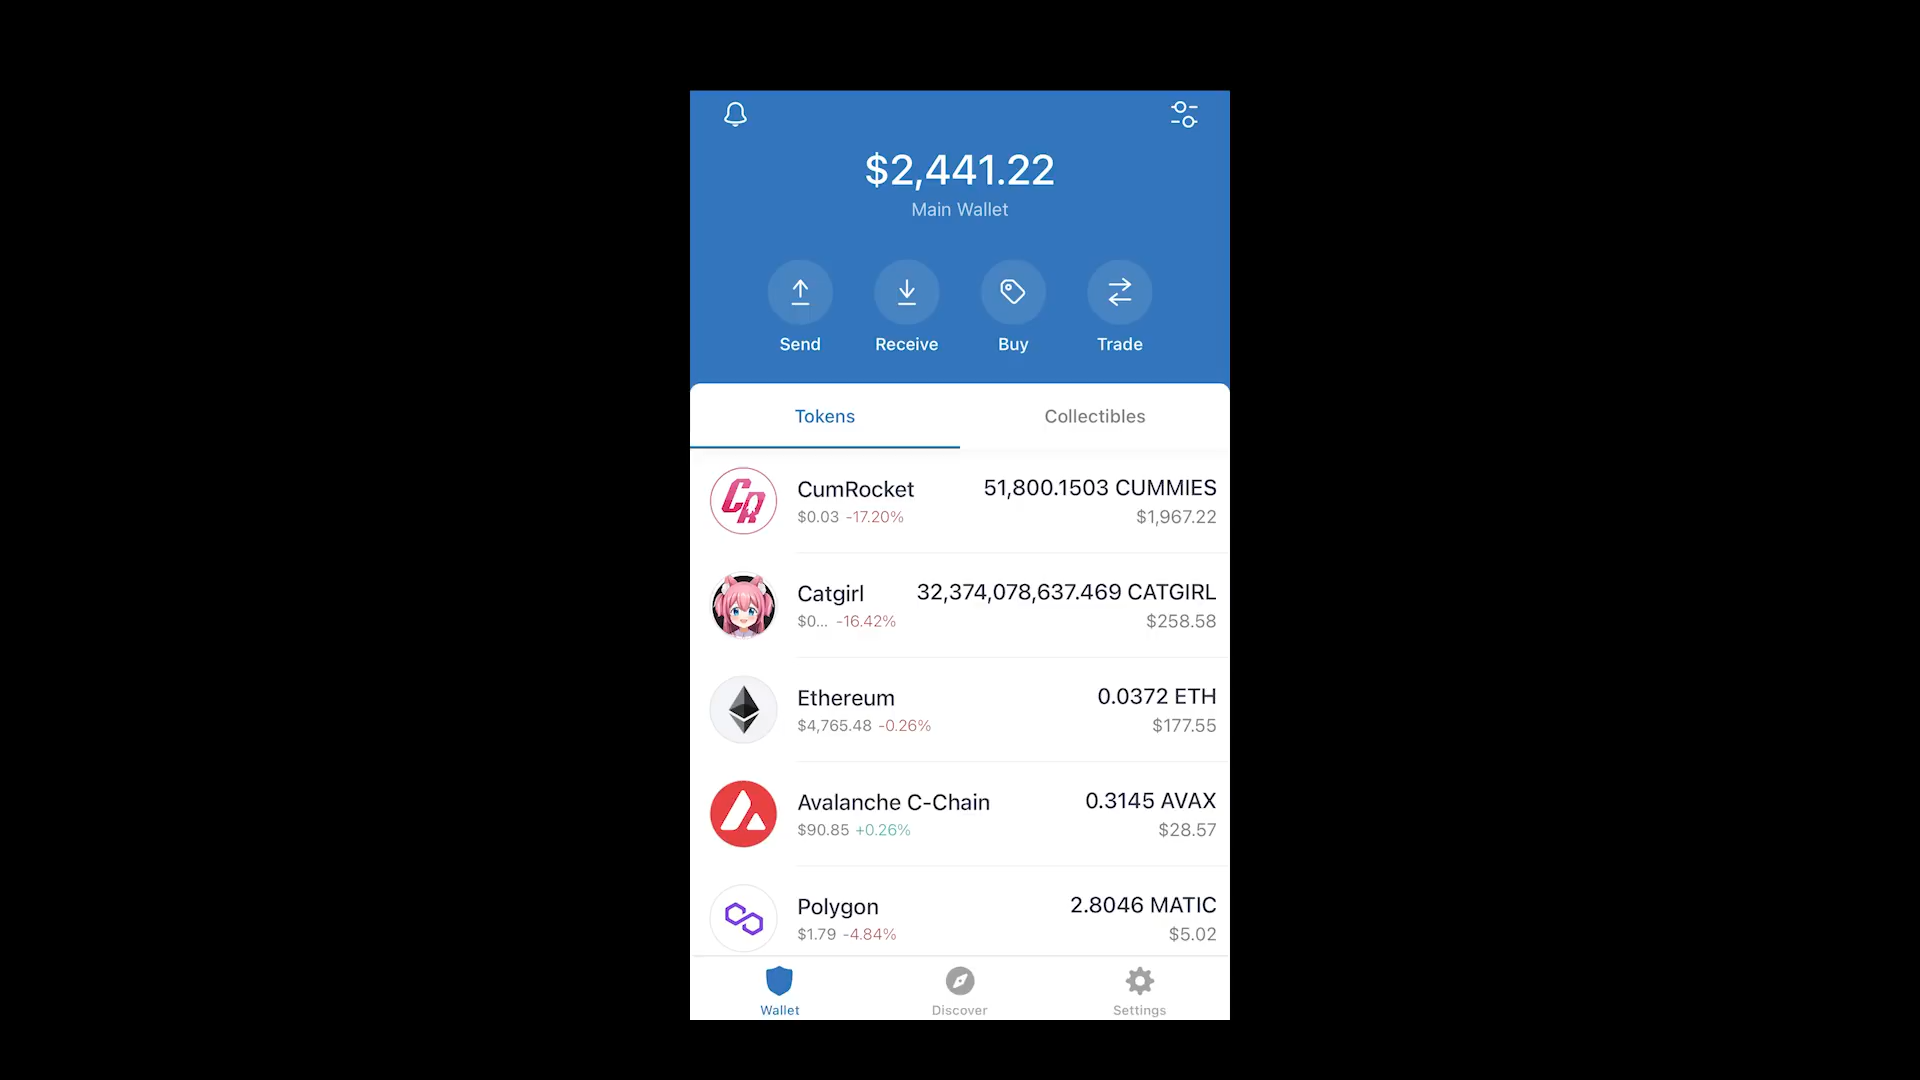 $2,441.22
Main Wallet
Send Receive Buy Trade
Tokens Collectibles
CumRocket 51,800.1503 CUMMIES
$0.03 -17.20% $1,967.22
Catgirl 32,374,078,637.469 CATGIRL
$0... -16.42% $258.58
Ethereum 0.0372 ETH
$4,765.48 -0.26% $177.55
Avalanche C-Chain 0.3145 AVAX
$90.85 +0.26% $28.57
Polygon 2.8046 MATIC
$1.79 -4.84% $5.02
Wallet Discover Settings